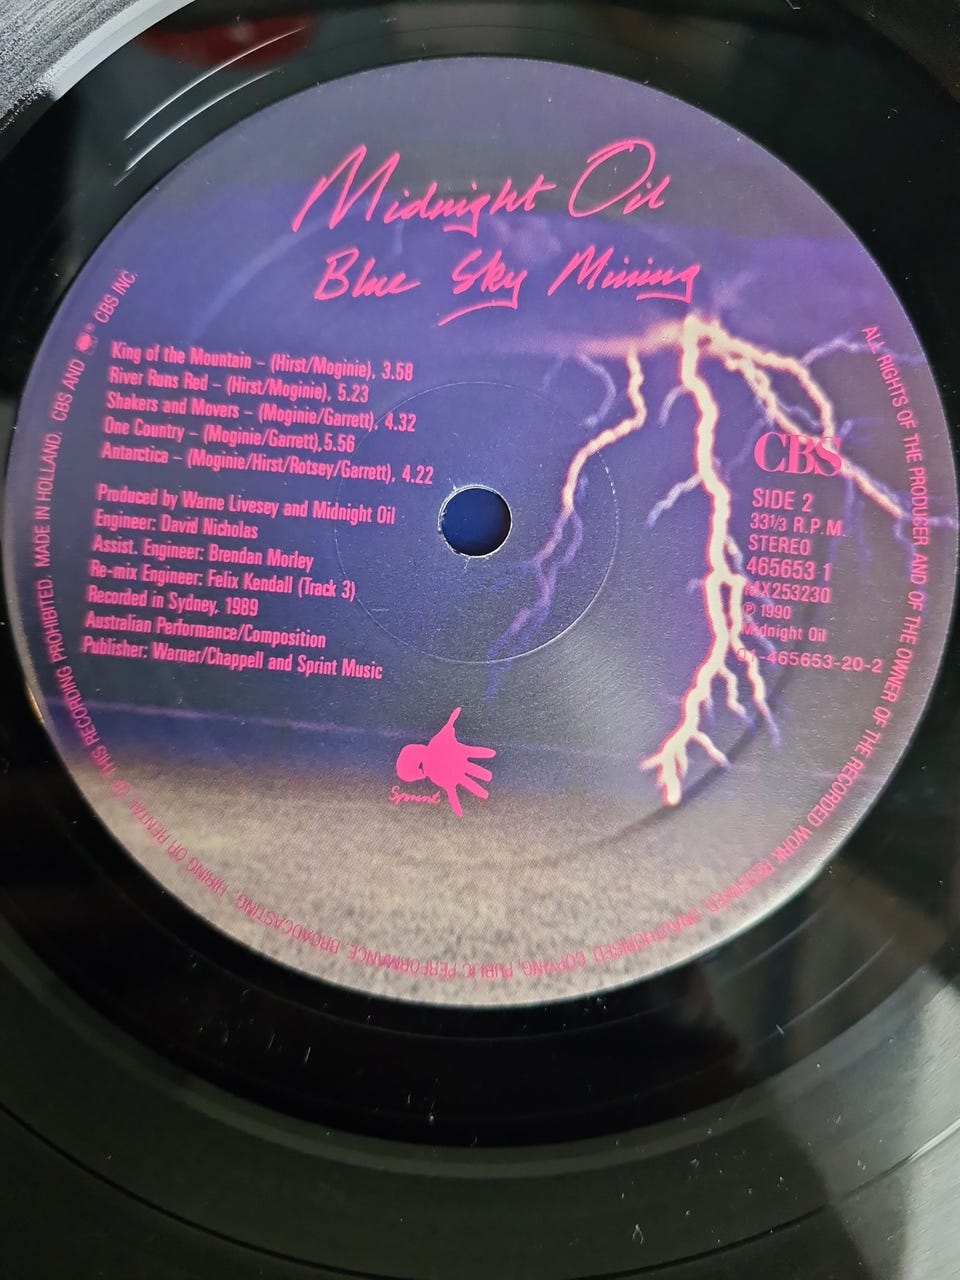 Midnight Oil
Blue Sky Mining
King of the Mountain – (Hirst/Moginie), 3.58
River Runs Red – (Hirst/Moginie), 5.23
Shakers and Movers – (Moginie/Garrett), 4.32
One Country – (Moginie/Garrett),5.56
Antarctica – (Moginie/Hirst/Rotsey/Garrett), 4.22
Produced by Warne Livesey and Midnight Oil
Engineer: David Nicholas
Assist. Engineer: Brendan Morley
Re-mix Engineer: Felix Kendall (Track 3)
Recorded in Sydney, 1989
Australian Performance/Composition
Publisher: Warner/Chappell and Sprint Music
CBS
SIDE 2
33⅓ R.P.M.
STEREO
465653 1
MX253230
℗ 1990
Midnight Oil
01-465653-20-2
Sprint
ALL RIGHTS OF THE PRODUCER AND OF THE OWNER OF THE RECORDED WORK RESERVED. UNAUTHORISED COPYING, PUBLIC PERFORMANCE, BROADCASTING, HIRING OR RENTAL OF THIS RECORDING PROHIBITED. MADE IN HOLLAND. CBS AND ® CBS INC.